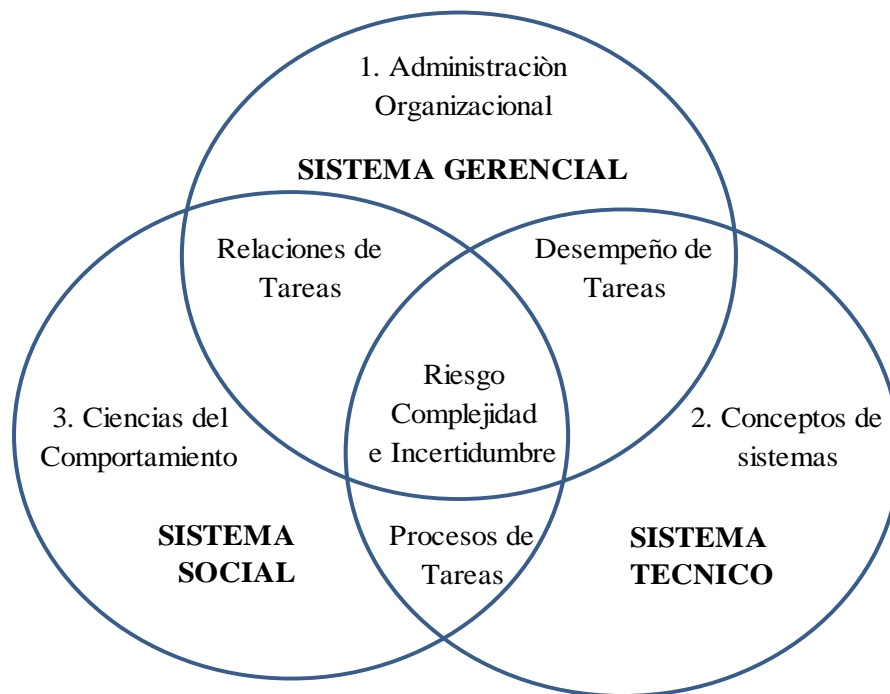 1. Administraciòn
Organizacional
SISTEMA GERENCIAL
Relaciones de
Tareas
Desempeño de
Tareas
Riesgo
Complejidad
e Incertidumbre
3. Ciencias del
Comportamiento
2. Conceptos de
sistemas
SISTEMA
SOCIAL
Procesos de
Tareas
SISTEMA
TECNICO